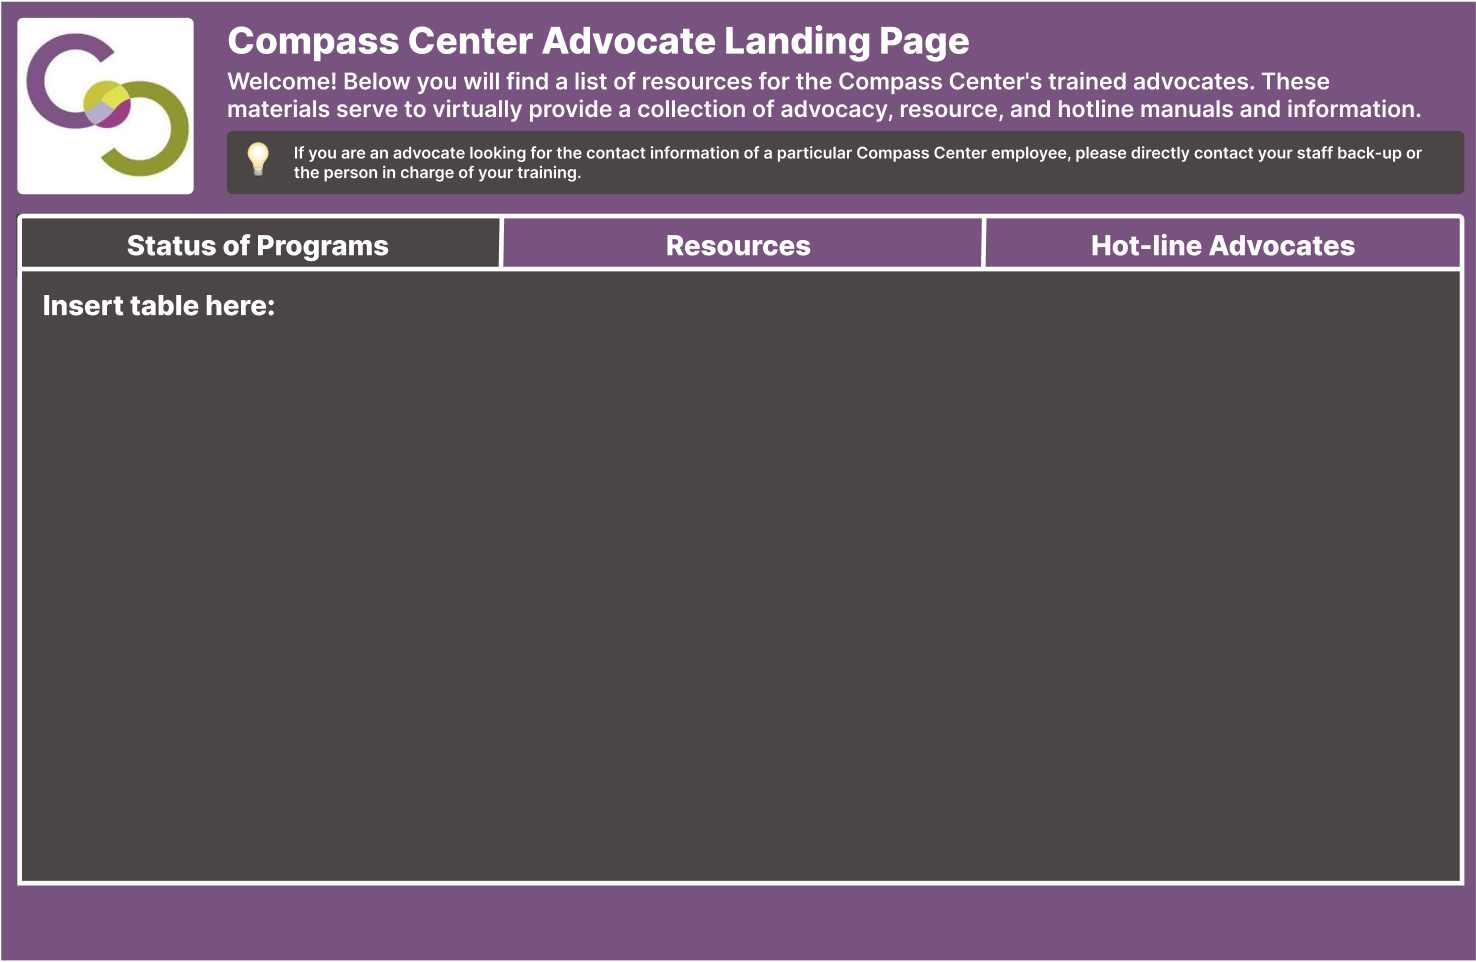 Compass Center Advocate Landing Page
Welcome! Below you will find a list of resources for the Compass Center's trained advocates. These
materials serve to virtually provide a collection of advocacy, resource, and hotline manuals and information.
If you are an advocate looking for the contact information of a particular Compass Center employee, please directly contact your staff back-up or
the person in charge of your training.
Status of Programs
Resources
Hot-line Advocates
Insert table here: